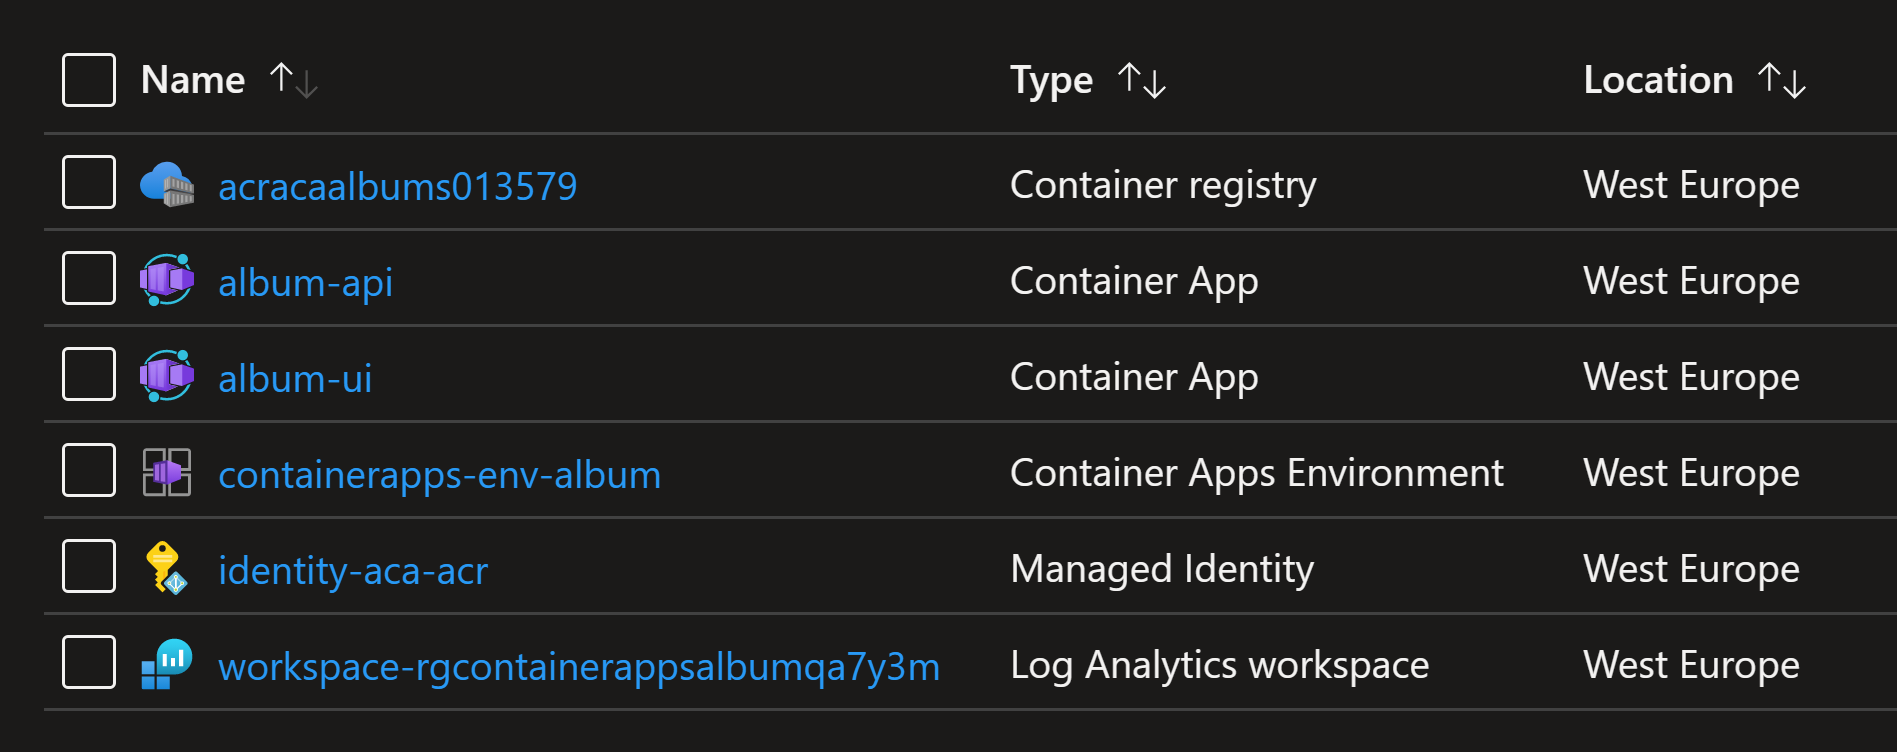 Name Type Location
acracaalbums013579 Container registry West Europe
album-api Container App West Europe
album-ui Container App West Europe
containerapps-env-album Container Apps Environment West Europe
identity-aca-acr Managed Identity West Europe
workspace-rgcontainerappsalbumqa7y3m Log Analytics workspace West Europe